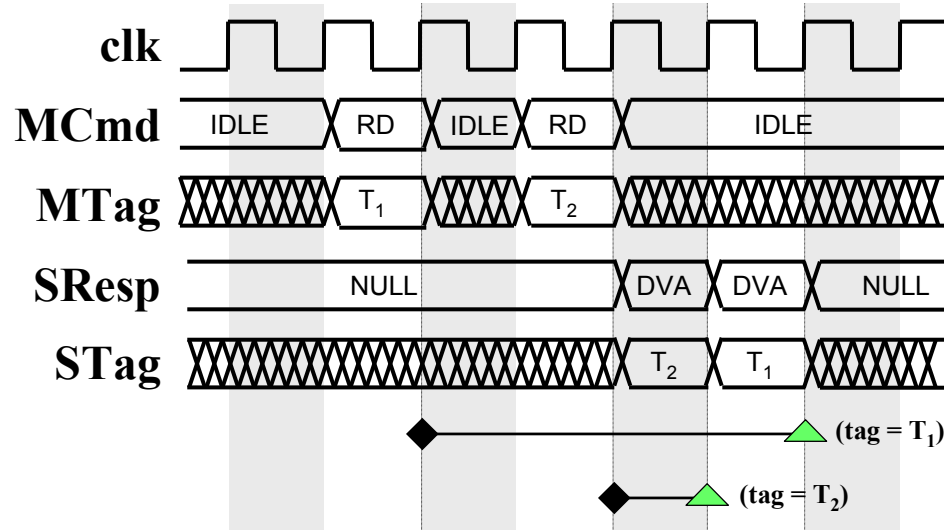 clk
MCmd IDLE RD IDLE RD IDLE
MTag T₁ T₂
SResp NULL DVA DVA NULL
STag T₂ T₁
(tag = T₁)
(tag = T₂)